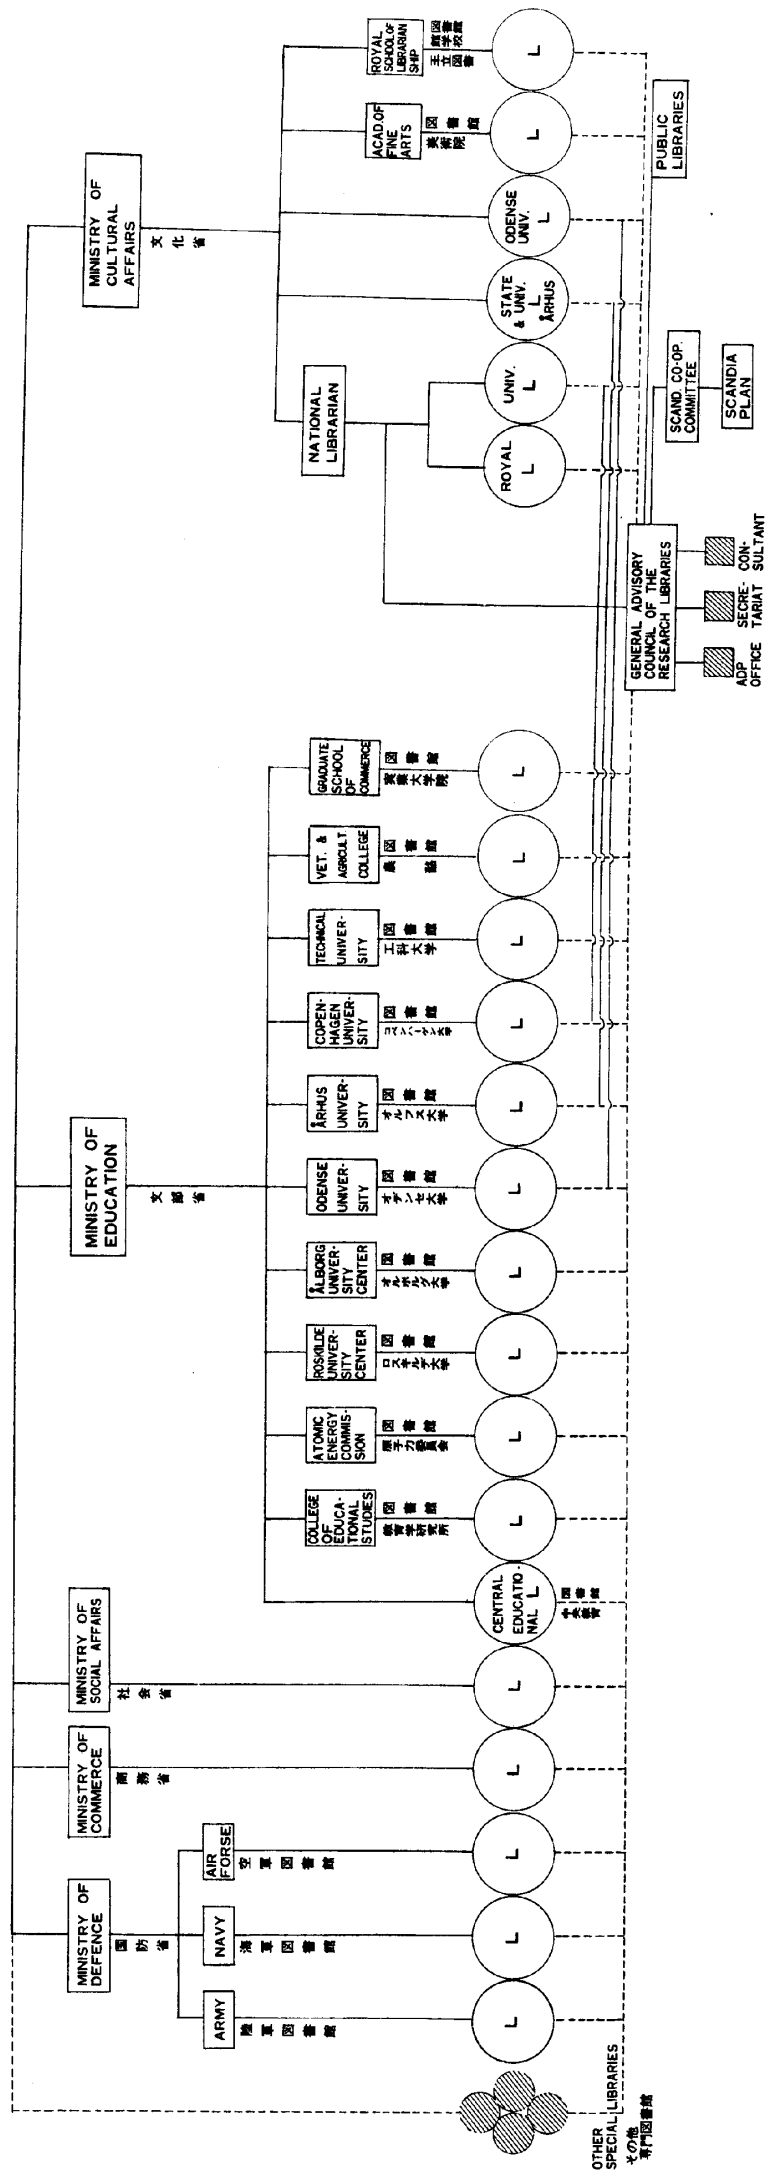 MINISTRY OF
DEFENCE
国防省
MINISTRY OF
COMMERCE
商務省
MINISTRY OF
SOCIAL AFFAIRS
社会省
MINISTRY OF
EDUCATION
文部省
MINISTRY OF
CULTURAL
AFFAIRS
文化省
ARMY
陸軍図書館
NAVY
海軍図書館
AIR
FORSE
空軍図書館
COLLEGE
OF
EDUCA-
TIONAL
STUDIES
教育学研究所
図書館
ATOMIC
ENERGY
COMMIS-
SION
原子力委員会
図書館
ROSKILDE
UNIVER-
SITY
CENTER
ロスキルデ大学
図書館
ÅLBORG
UNIVER-
SITY
CENTER
オルボルグ大学
図書館
ODENSE
UNIVER-
SITY
オデンセ大学
図書館
ÅRHUS
UNIVER-
SITY
オルフス大学
図書館
COPEN-
HAGEN
UNIVER-
SITY
コペンハーゲン大学
図書館
TECHNICAL
UNIVER-
SITY
工科大学
図書館
VET. &
AGRICULT.
COLLEGE
農酪
図書館
GRADUATE
SCHOOL
OF
COMMERCE
実業大学院
図書館
NATIONAL
LIBRARIAN
ACAD.OF
FINE
ARTS
美術院
図書館
ROYAL
SCHOOL OF
LIBRARIAN
SHIP
王立図書
館学校
図書館
L
L
L
L
L
CENTRAL
EDUCATIO-
NAL L
中央教育
図書館
L
L
L
L
L
L
L
L
L
L
ROYAL
L
UNIV.
L
STATE
& UNIV.
L
ÅRHUS
ODENSE
UNIV.
L
L
L
OTHER
SPECIAL LIBRARIES
その他
専門図書館
GENERAL ADVISORY
COUNCIL OF THE
RESEARCH LIBRARIES
ADP
OFFICE
SECRE-
TARIAT
CON-
SULTANT
SCAND. CO-OP.
COMMITTEE
SCANDIA
PLAN
PUBLIC
LIBRARIES